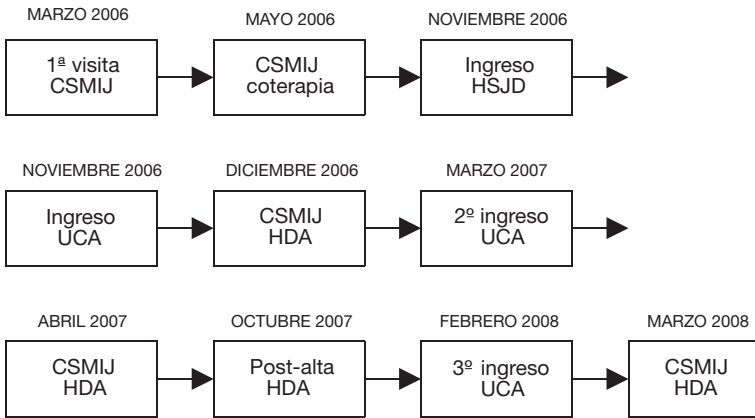 MARZO 2006
MAYO 2006
NOVIEMBRE 2006
1ª visita
CSMIJ
CSMIJ
coterapia
Ingreso
HSJD
NOVIEMBRE 2006
DICIEMBRE 2006
MARZO 2007
Ingreso
UCA
CSMIJ
HDA
2º ingreso
UCA
ABRIL 2007
OCTUBRE 2007
FEBRERO 2008
MARZO 2008
CSMIJ
HDA
Post-alta
HDA
3º ingreso
UCA
CSMIJ
HDA